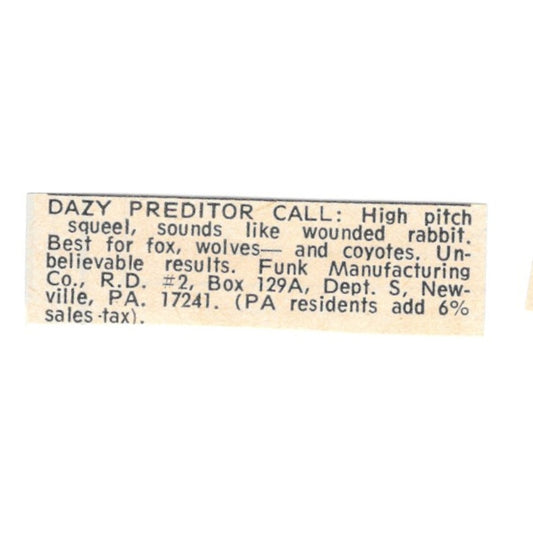 DAZY PREDITOR CALL: High pitch
squeel, sounds like wounded rabbit.
Best for fox, wolves— and coyotes. Un-
believable results. Funk Manufacturing
Co., R.D. #2, Box 129A, Dept. S, New-
ville, PA. 17241. (PA residents add 6%
sales tax).